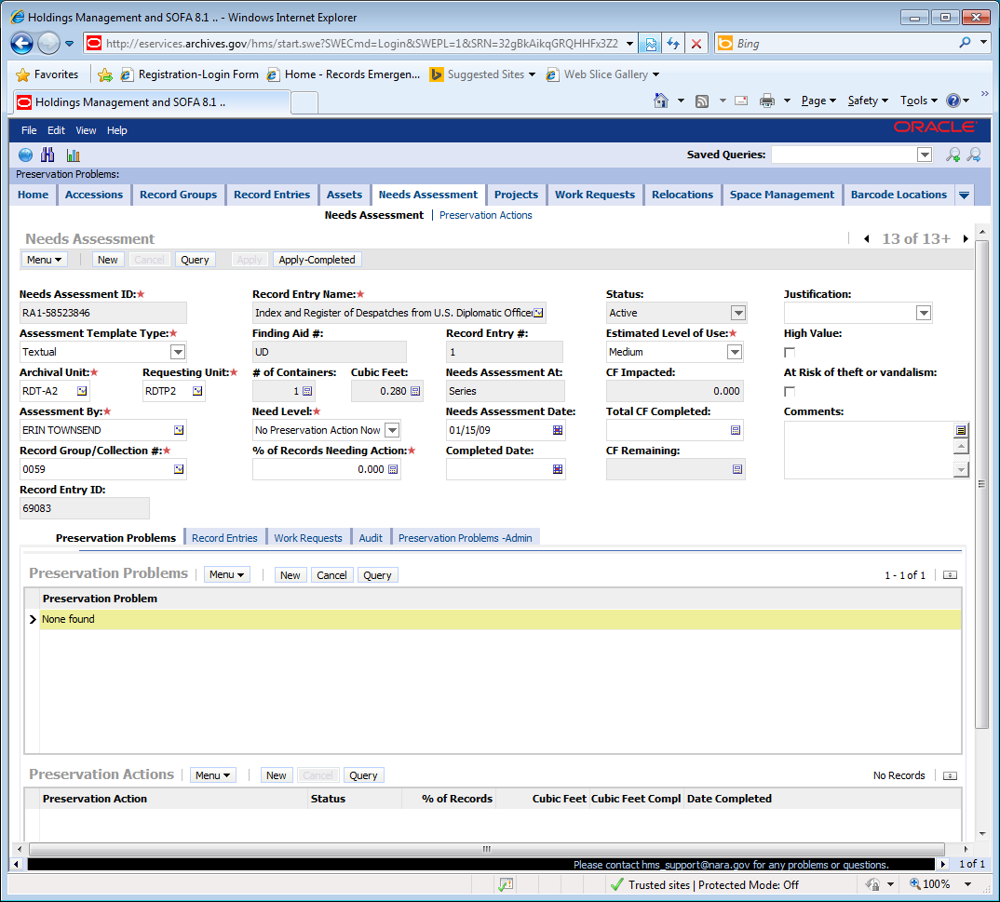 Holdings Management and SOFA 8.1 .. - Windows Internet Explorer
http://eservices.archives.gov/hms/start.swe?SWECmd=Login&SWEPL=1&SRN=32gBkAikqGRQHHFx3Z2
Bing
Favorites Registration-Login Form Home - Records Emergen... Suggested Sites Web Slice Gallery
Holdings Management and SOFA 8.1 .. Page Safety Tools
File Edit View Help ORACLE
Saved Queries:
Preservation Problems:
Home Accessions Record Groups Record Entries Assets Needs Assessment Projects Work Requests Relocations Space Management Barcode Locations
Needs Assessment | Preservation Actions
Needs Assessment 13 of 13+
Menu New Cancel Query Apply Apply-Completed
Needs Assessment ID:* Record Entry Name:* Status: Justification:
RA1-58523846 Index and Register of Despatches from U.S. Diplomatic Officer Active
Assessment Template Type:* Finding Aid #: Record Entry #: Estimated Level of Use:* High Value:
Textual UD 1 Medium
Archival Unit:* Requesting Unit:* # of Containers: Cubic Feet: Needs Assessment At: CF Impacted: At Risk of theft or vandalism:
RDT-A2 RDTP2 1 0.280 Series 0.000
Assessment By:* Need Level:* Needs Assessment Date: Total CF Completed: Comments:
ERIN TOWNSEND No Preservation Action Now 01/15/09
Record Group/Collection #:* % of Records Needing Action:* Completed Date: CF Remaining:
0059 0.000
Record Entry ID:
69083
Preservation Problems Record Entries Work Requests Audit Preservation Problems -Admin
Preservation Problems Menu New Cancel Query 1 - 1 of 1
Preservation Problem
None found
Preservation Actions Menu New Cancel Query No Records
Preservation Action Status % of Records Cubic Feet Cubic Feet Compl Date Completed
Please contact hms_support@nara.gov for any problems or questions. 1 of 1
Trusted sites | Protected Mode: Off 100%